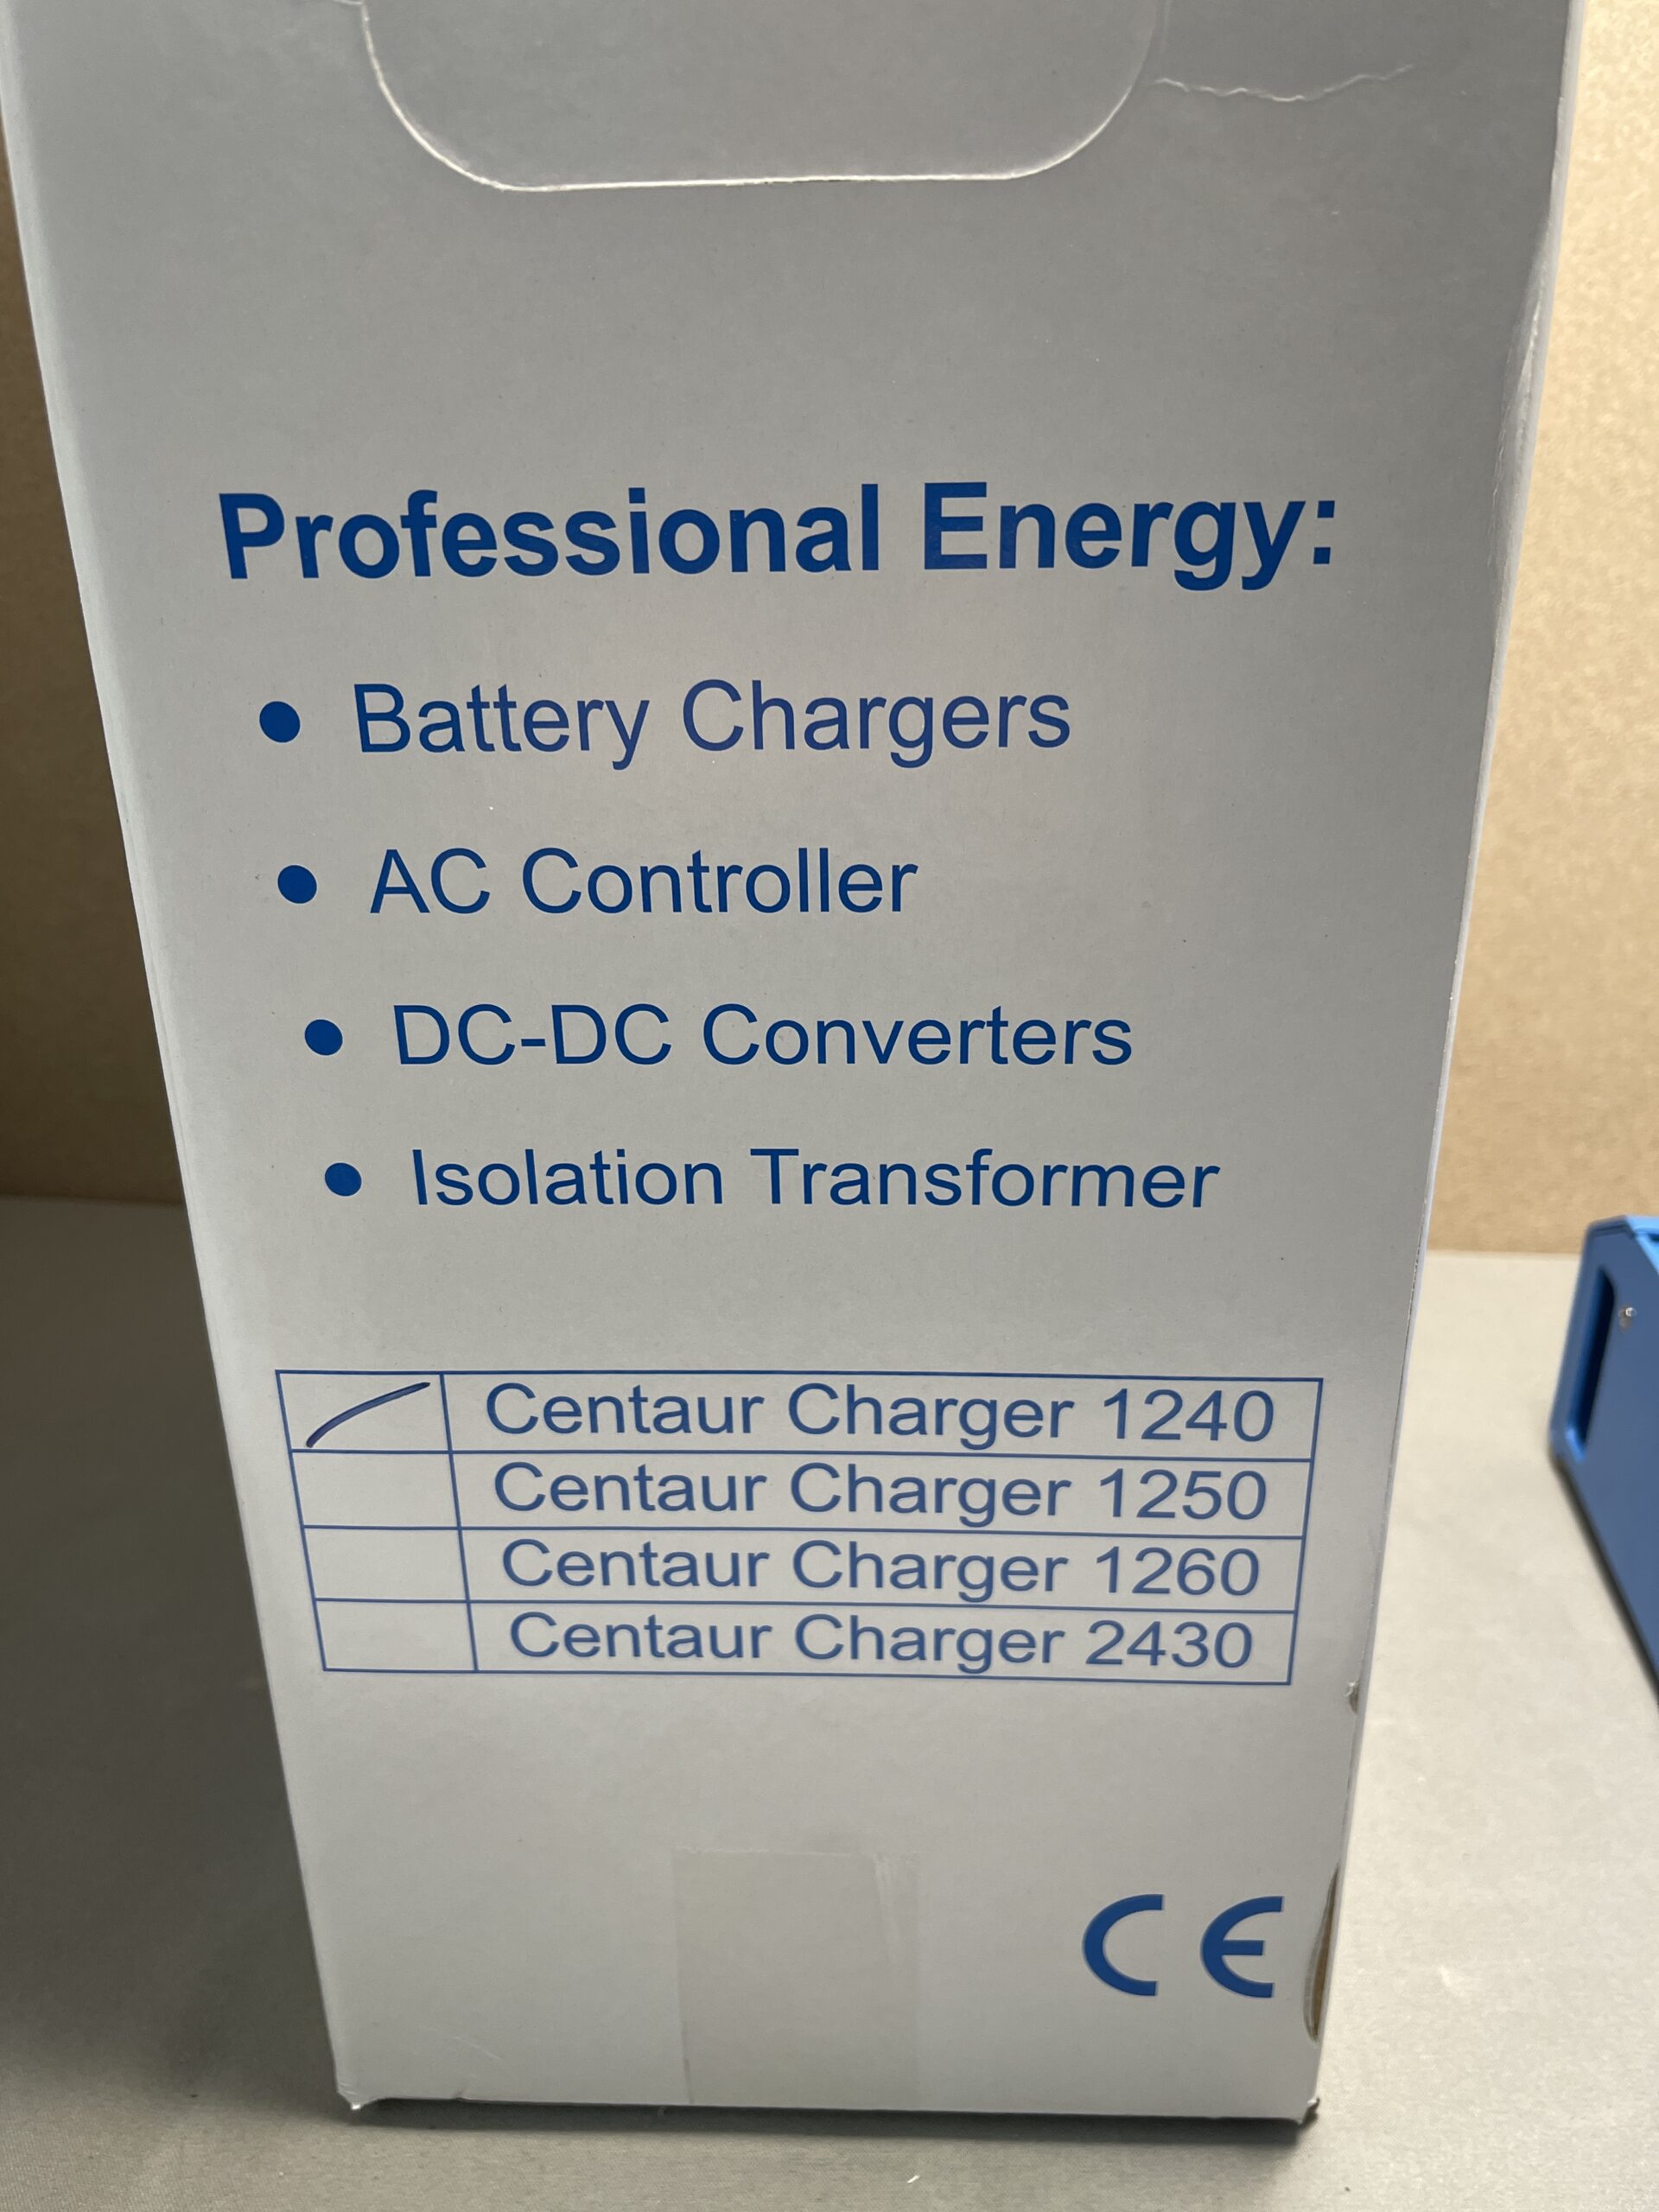 Professional Energy:
● Battery Chargers
● AC Controller
● DC-DC Converters
● Isolation Transformer
Centaur Charger 1240
Centaur Charger 1250
Centaur Charger 1260
Centaur Charger 2430
CE